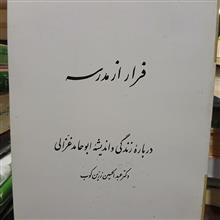 فرار از مدرسه
دربارهٔ زندگی و اندیشهٔ ابوحامد غزالی
دکتر عبدالحسین زرین کوب